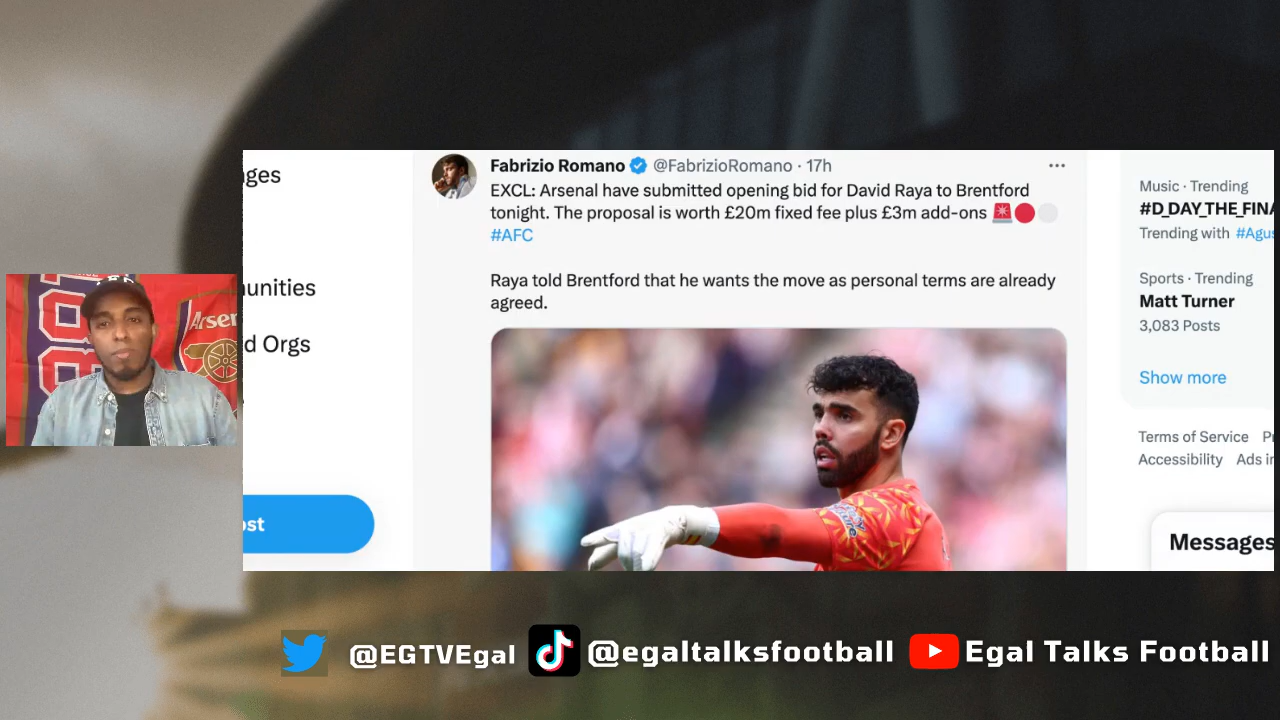 ges
unities
d Orgs
st
Fabrizio Romano @FabrizioRomano · 17h
EXCL: Arsenal have submitted opening bid for David Raya to Brentford
tonight. The proposal is worth £20m fixed fee plus £3m add-ons 🚨🔴⚪
#AFC
Raya told Brentford that he wants the move as personal terms are already
agreed.
Music · Trending
#D_DAY_THE_FINA
Trending with #Agus
Sports · Trending
Matt Turner
3,083 Posts
Show more
Terms of Service
Accessibility Ads in
Messages
Arsen
@EGTVEgal
@egaltalksfootball
Egal Talks Football